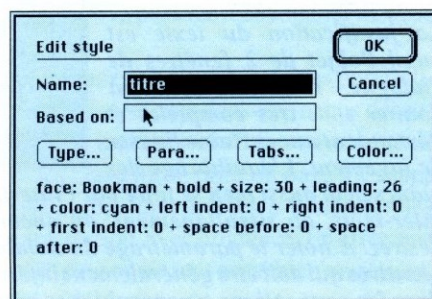 Edit style
OK
Name: titre
Cancel
Based on:
Type... Para... Tabs... Color...
face: Bookman + bold + size: 30 + leading: 26
+ color: cyan + left indent: 0 + right indent: 0
+ first indent: 0 + space before: 0 + space
after: 0